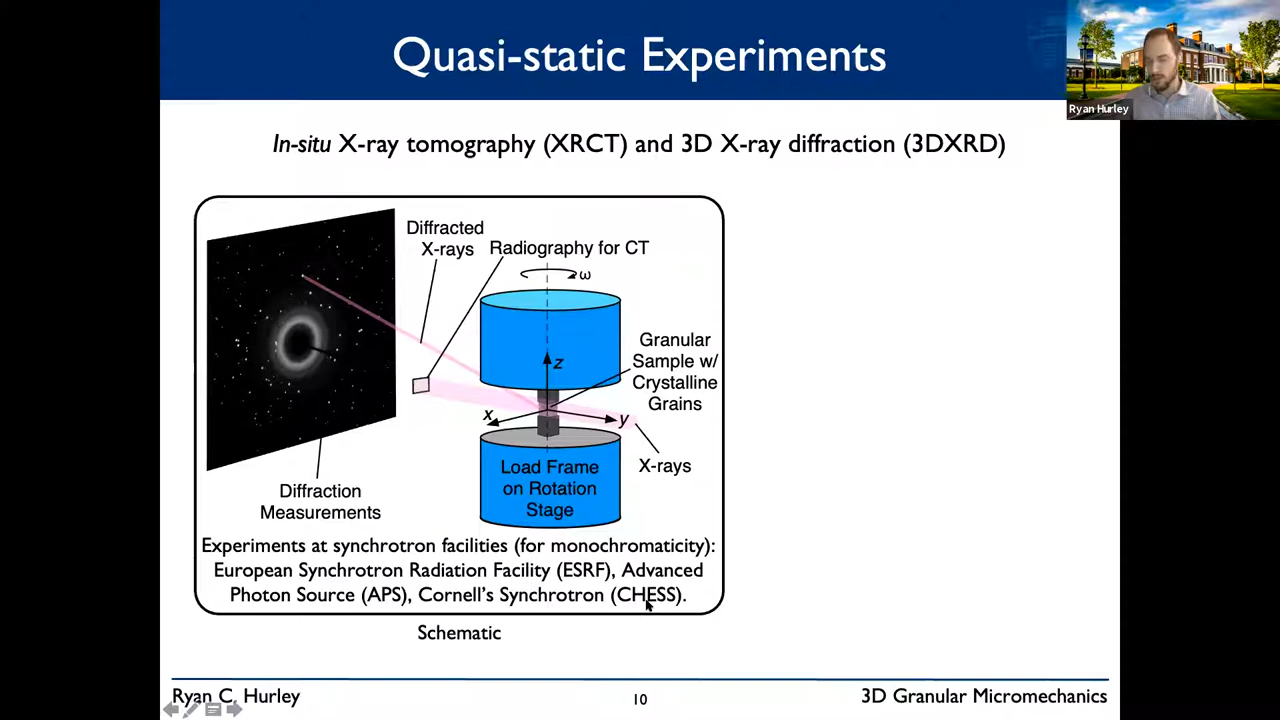 Quasi-static Experiments
Ryan Hurley
In-situ X-ray tomography (XRCT) and 3D X-ray diffraction (3DXRD)
Diffracted
X-rays
Radiography for CT
ω
Granular
Sample w/
Crystalline
Grains
z
x
y
X-rays
Load Frame
on Rotation
Stage
Diffraction
Measurements
Experiments at synchrotron facilities (for monochromaticity):
European Synchrotron Radiation Facility (ESRF), Advanced
Photon Source (APS), Cornell's Synchrotron (CHESS).
Schematic
Ryan C. Hurley
10
3D Granular Micromechanics